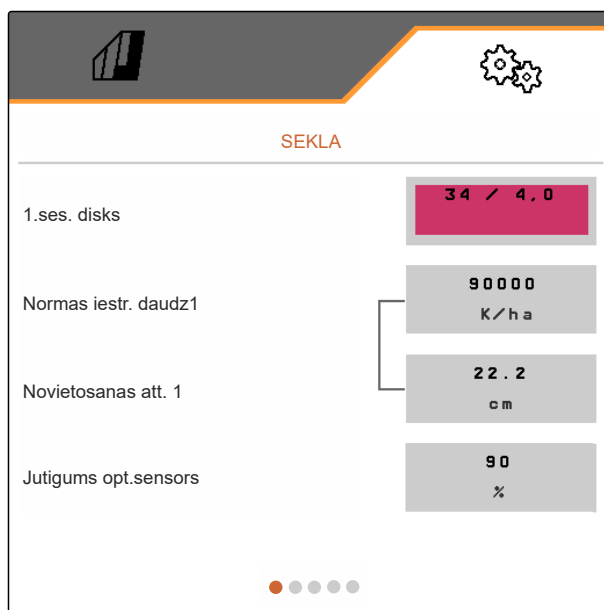 SEKLA
1.ses. disks
34 / 4,0
Normas iestr. daudz1
90000
K/ha
Novietosanas att. 1
22.2
cm
Jutigums opt.sensors
90
%